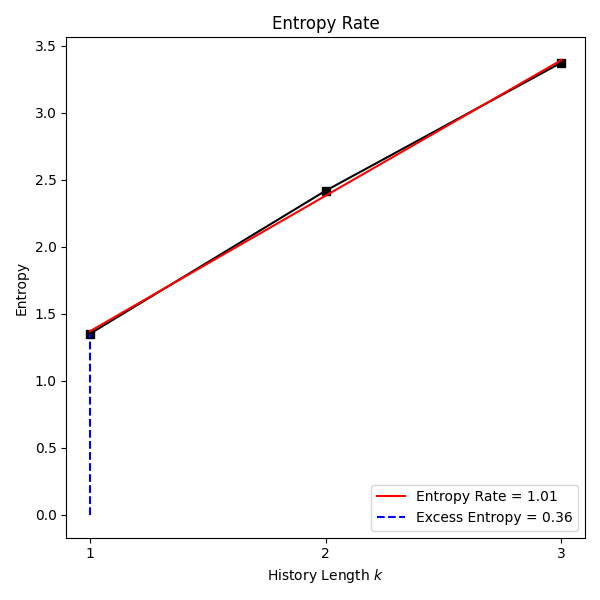 Entropy Rate
3.5
3.0
2.5
2.0
1.5
1.0
0.5
0.0
Entropy
1
2
3
History Length k
Entropy Rate = 1.01
Excess Entropy = 0.36